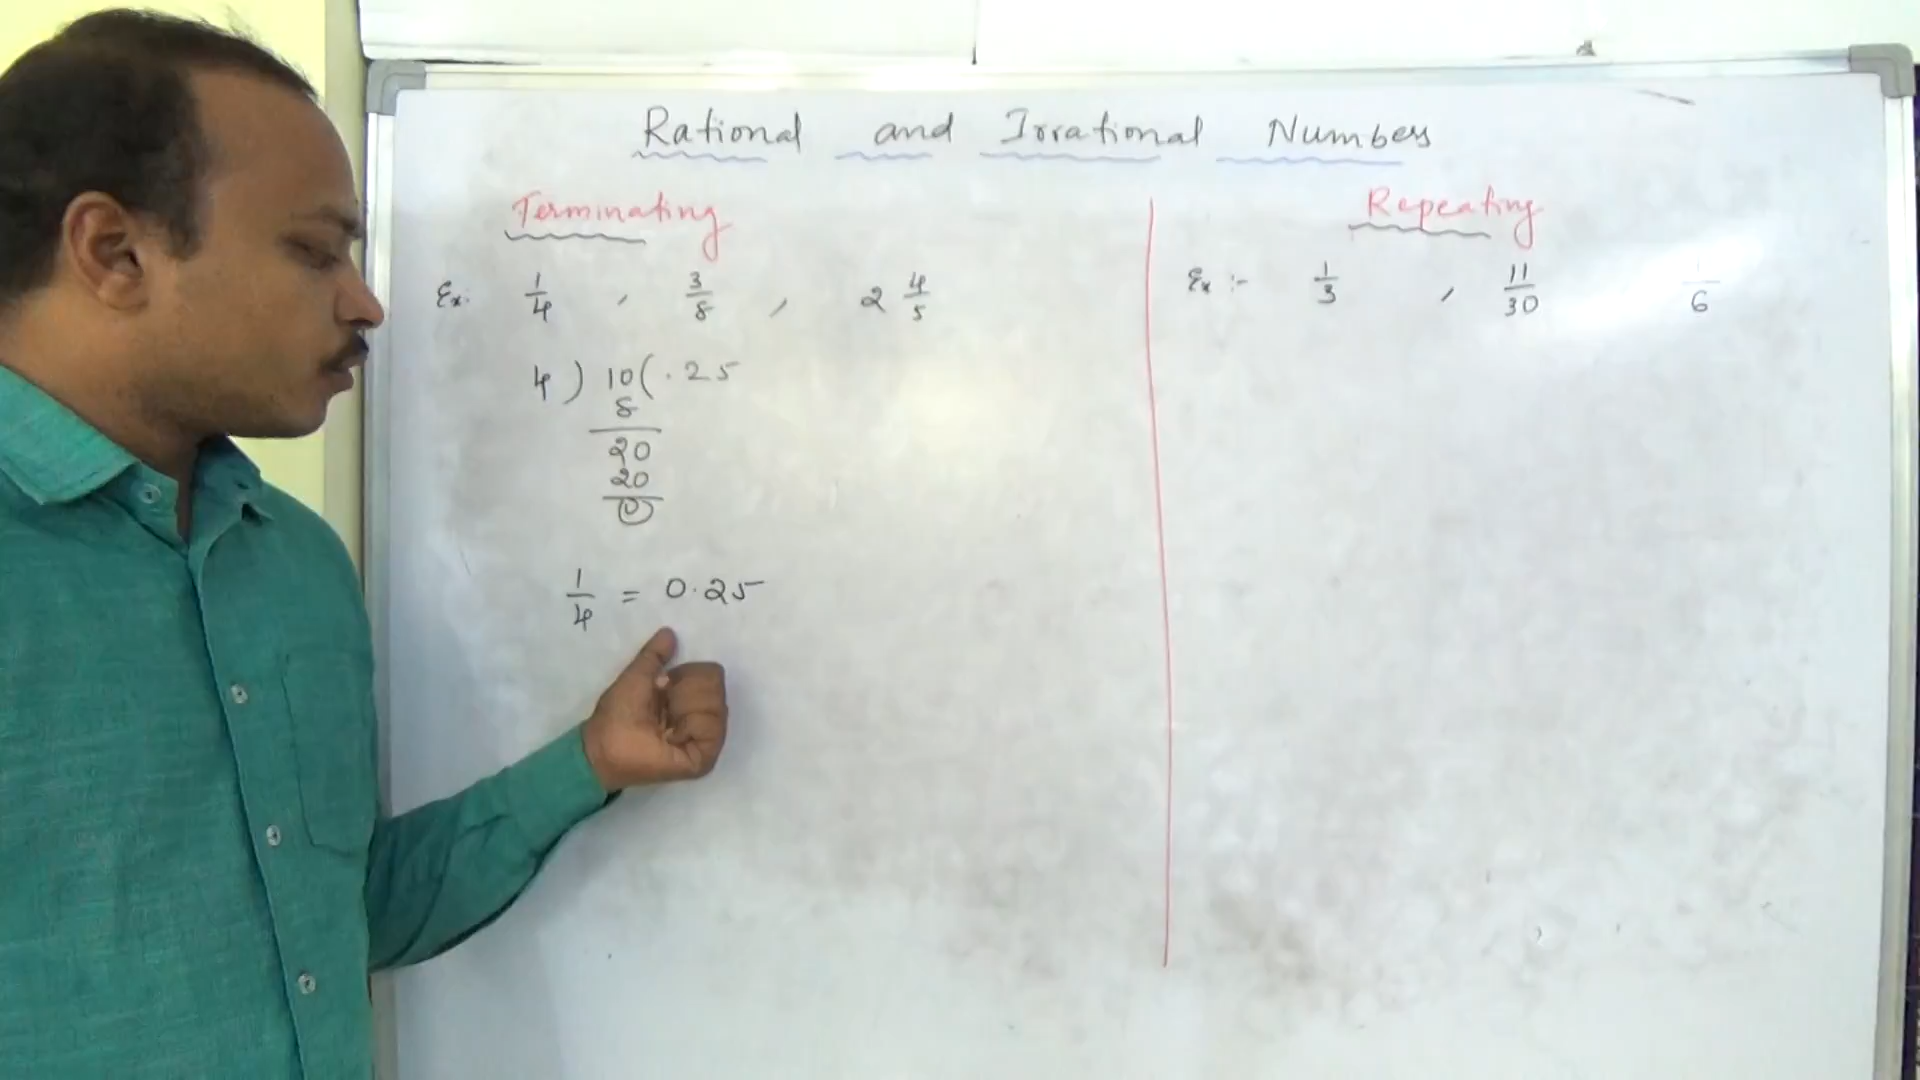 Rational and Irrational Numbers
Terminating
Ex: 1/4 , 3/8 , 2 4/5
4 ) 10 ( .25
8
20
20
0
1/4 = 0.25
Repeating
Ex :- 1/3 , 11/30 1/6